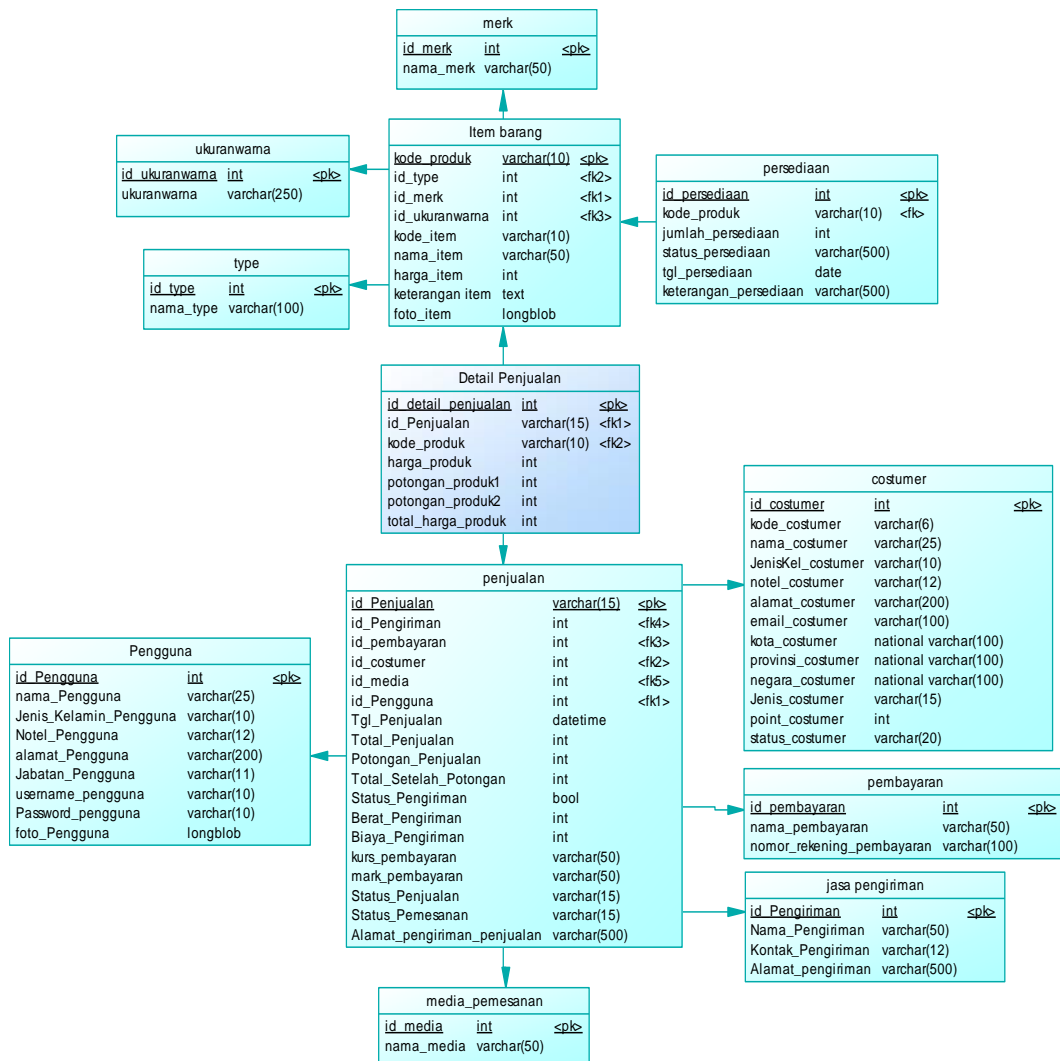 merk
id_merk int <pk>
nama_merk varchar(50)
Item barang
kode_produk varchar(10) <pk>
id_type int <fk2>
id_merk int <fk1>
id_ukuranwarna int <fk3>
kode_item varchar(10)
nama_item varchar(50)
harga_item int
keterangan item text
foto_item longblob
ukuranwarna
id_ukuranwarna int <pk>
ukuranwarna varchar(250)
type
id_type int <pk>
nama_type varchar(100)
persediaan
id_persediaan int <pk>
kode_produk varchar(10) <fk>
jumlah_persediaan int
status_persediaan varchar(500)
tgl_persediaan date
keterangan_persediaan varchar(500)
Detail Penjualan
id_detail_penjualan int <pk>
id_Penjualan varchar(15) <fk1>
kode_produk varchar(10) <fk2>
harga_produk int
potongan_produk1 int
potongan_produk2 int
total_harga_produk int
costumer
id_costumer int <pk>
kode_costumer varchar(6)
nama_costumer varchar(25)
JenisKel_costumer varchar(10)
notel_costumer varchar(12)
alamat_costumer varchar(200)
email_costumer varchar(100)
kota_costumer national varchar(100)
provinsi_costumer national varchar(100)
negara_costumer national varchar(100)
Jenis_costumer varchar(15)
point_costumer int
status_costumer varchar(20)
penjualan
id_Penjualan varchar(15) <pk>
id_Pengiriman int <fk4>
id_pembayaran int <fk3>
id_costumer int <fk2>
id_media int <fk5>
id_Pengguna int <fk1>
Tgl_Penjualan datetime
Total_Penjualan int
Potongan_Penjualan int
Total_Setelah_Potongan int
Status_Pengiriman bool
Berat_Pengiriman int
Biaya_Pengiriman int
kurs_pembayaran varchar(50)
mark_pembayaran varchar(50)
Status_Penjualan varchar(15)
Status_Pemesanan varchar(15)
Alamat_pengiriman_penjualan varchar(500)
Pengguna
id_Pengguna int <pk>
nama_Pengguna varchar(25)
Jenis_Kelamin_Pengguna varchar(10)
Notel_Pengguna varchar(12)
alamat_Pengguna varchar(200)
Jabatan_Pengguna varchar(11)
username_pengguna varchar(10)
Password_pengguna varchar(10)
foto_Pengguna longblob
pembayaran
id_pembayaran int <pk>
nama_pembayaran varchar(50)
nomor_rekening_pembayaran varchar(100)
jasa pengiriman
id_Pengiriman int <pk>
Nama_Pengiriman varchar(50)
Kontak_Pengiriman varchar(12)
Alamat_pengiriman varchar(500)
media_pemesanan
id_media int <pk>
nama_media varchar(50)